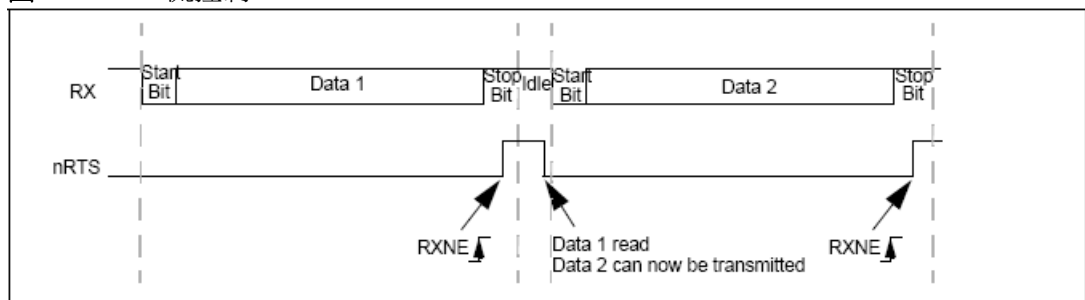 RX
Start
Bit
Data 1
Stop
Bit
Idle
Start
Bit
Data 2
Stop
Bit
nRTS
RXNE
Data 1 read
Data 2 can now be transmitted
RXNE